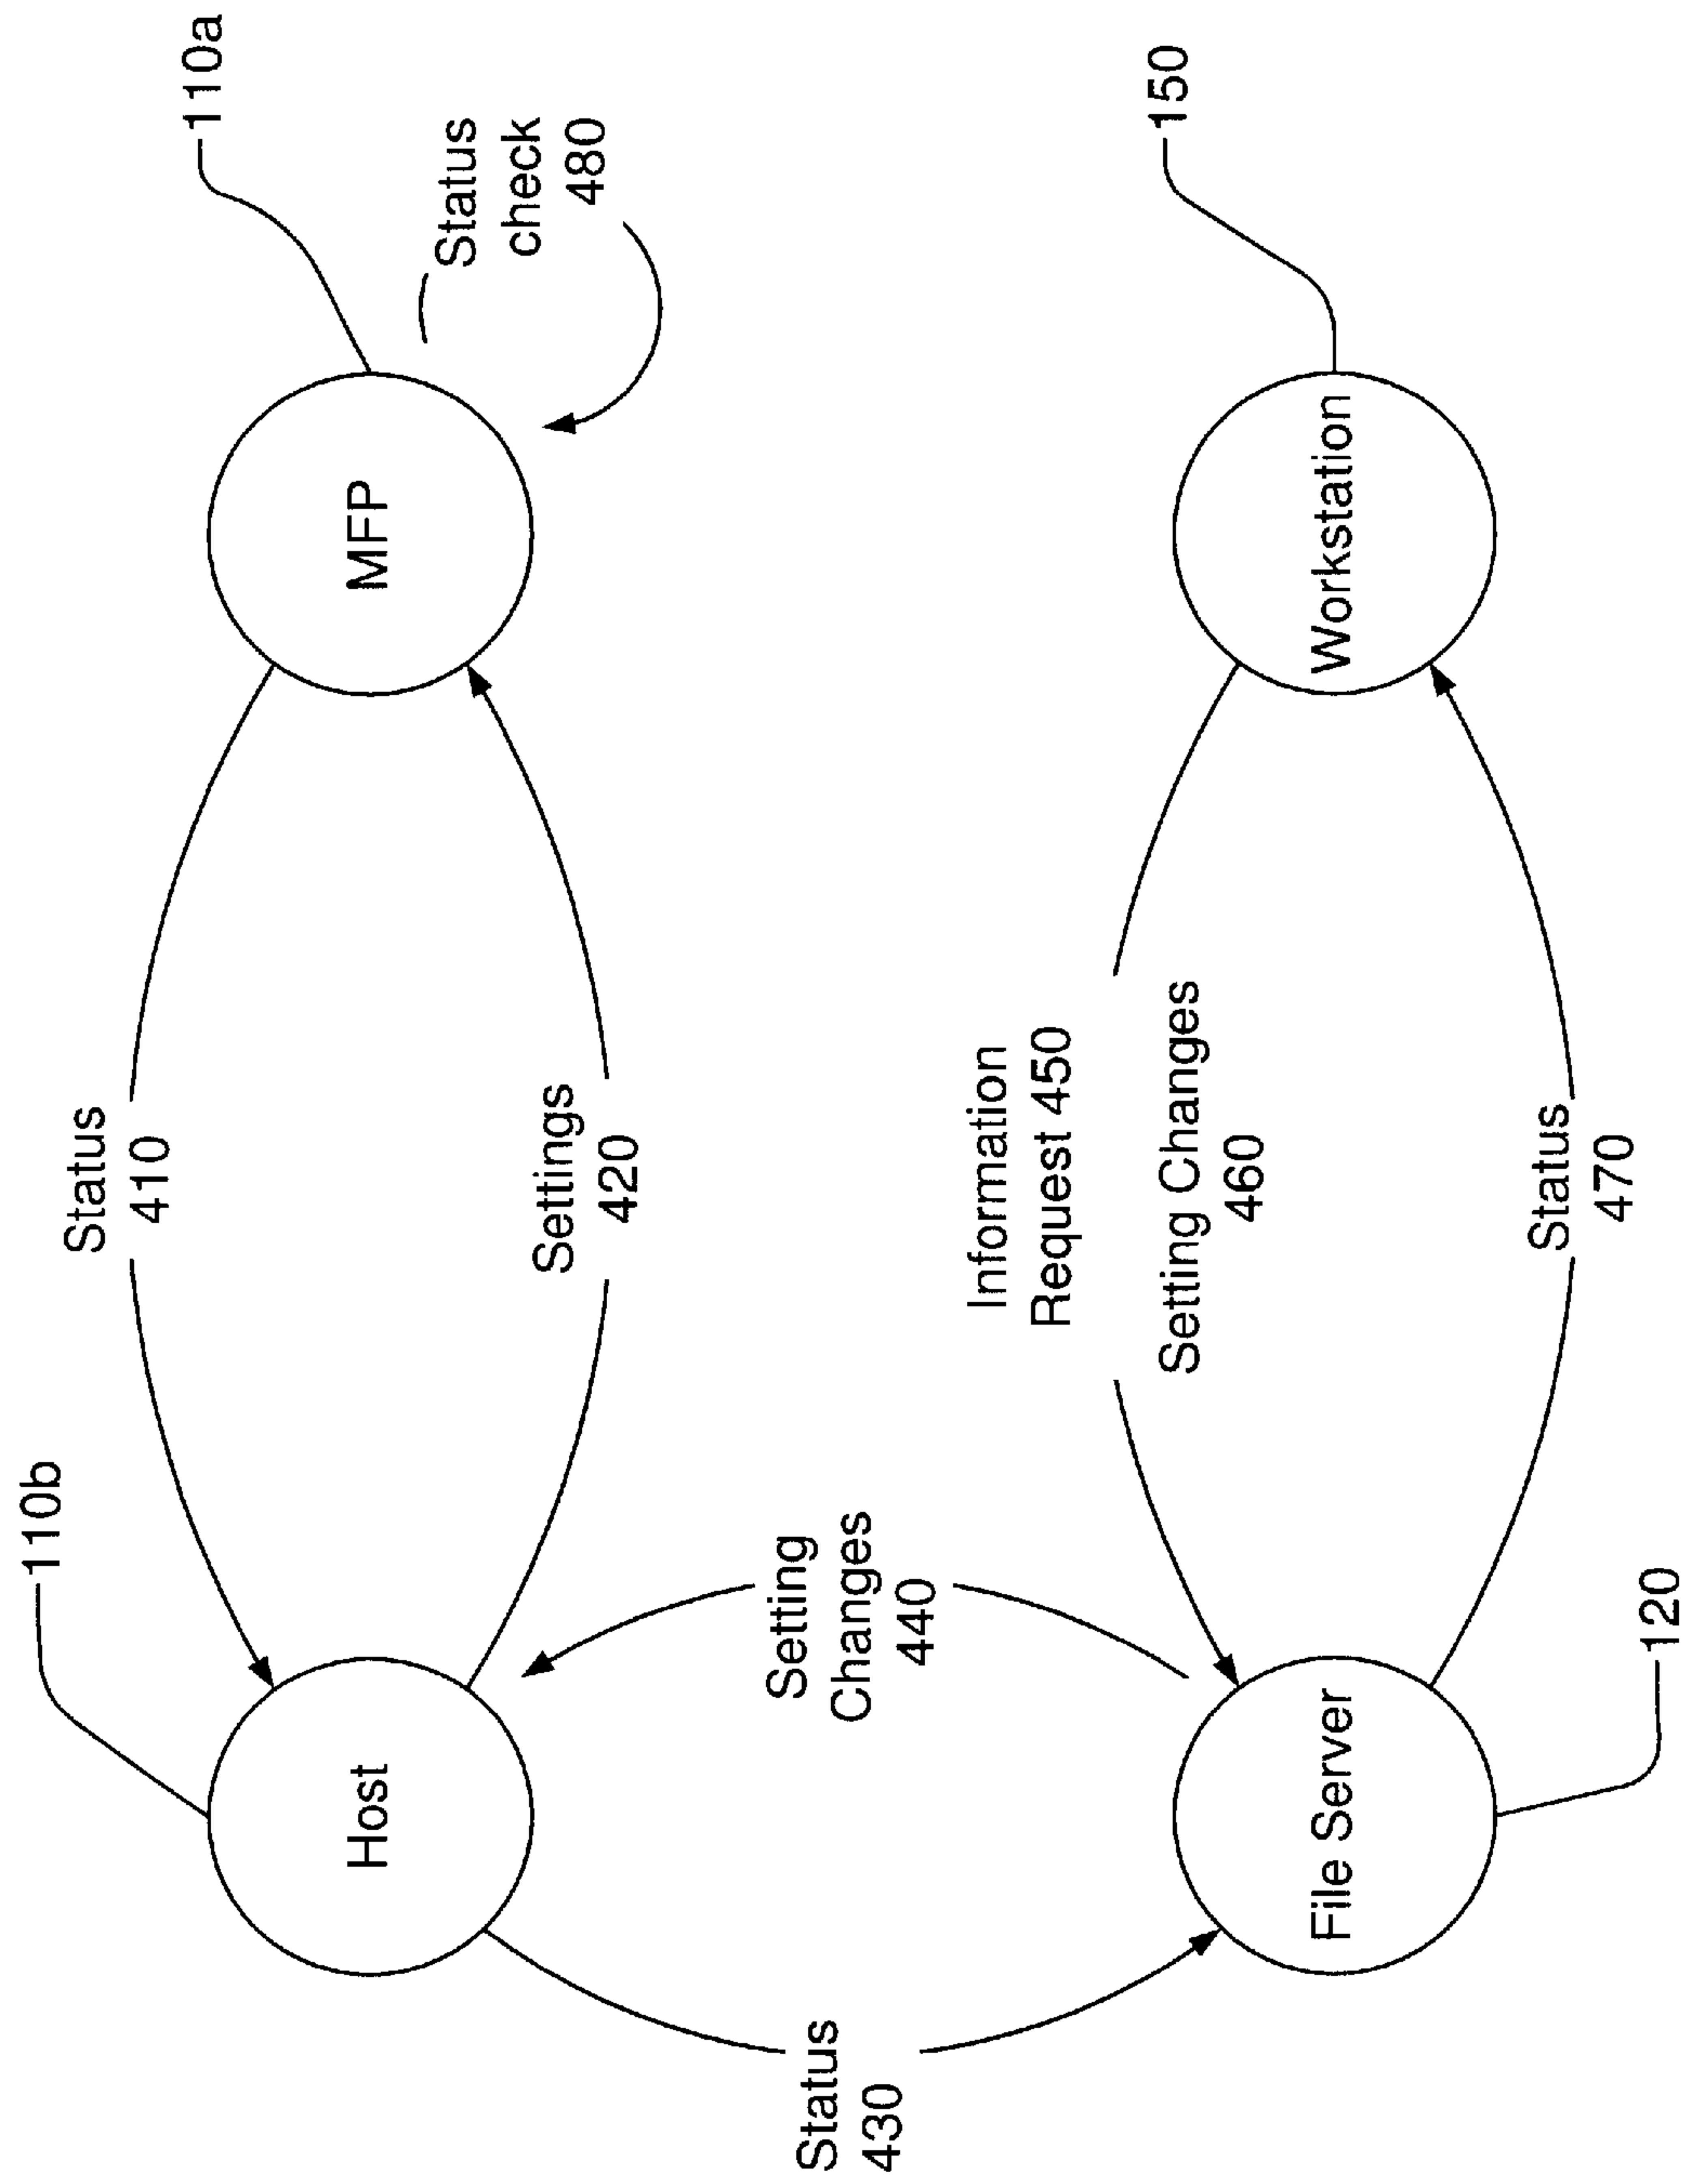 110b
110a
Status
410
Host
MFP
Status
check
480
Settings
420
Status
430
Setting
Changes
440
Information
Request 450
150
Setting Changes
460
File Server
Workstation
Status
470
120